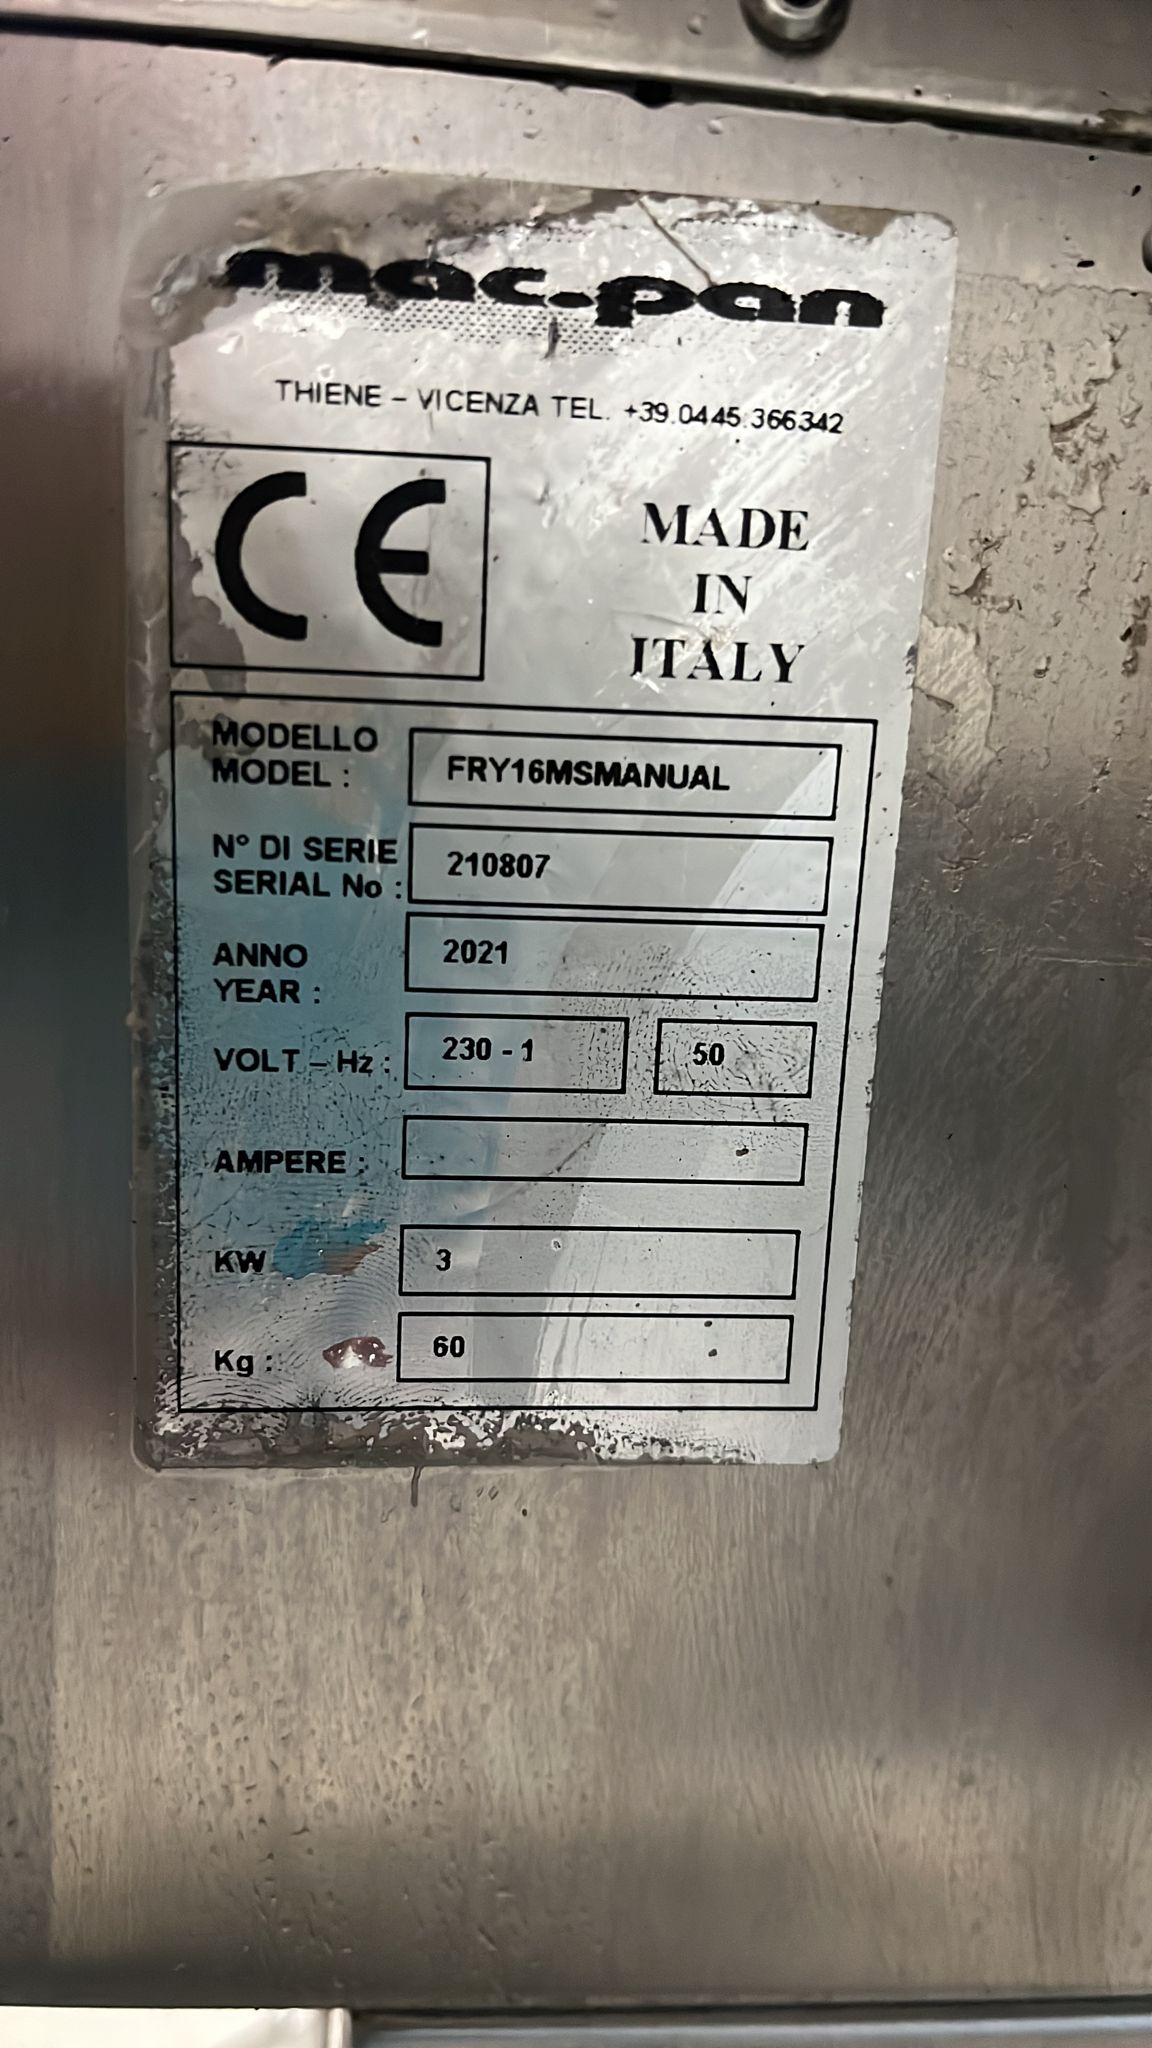 mac.pan
THIENE – VICENZA TEL. +39.0445.366342
CE
MADE
IN
ITALY
MODELLO
MODEL : FRY16MSMANUAL
N° DI SERIE
SERIAL No : 210807
ANNO
YEAR : 2021
VOLT – Hz : 230 - 1 50
AMPERE :
KW 3
Kg : 60